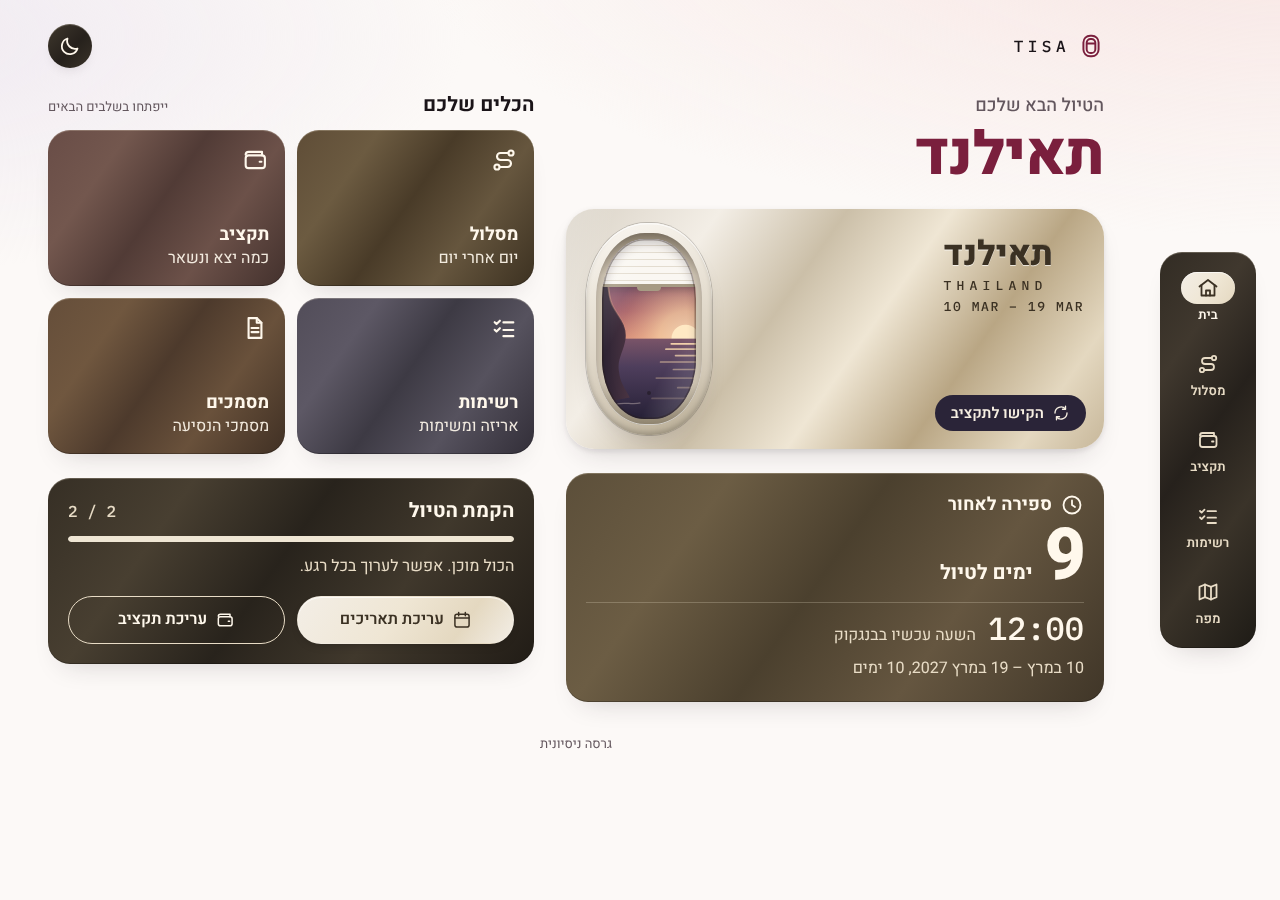 TISA
הטיול הבא שלכם
תאילנד
תאילנד
THAILAND
10 MAR – 19 MAR
הקישו לתקציב
ספירה לאחור
9 ימים לטיול
12:00 השעה עכשיו בבנגקוק
10 במרץ – 19 במרץ 2027, 10 ימים
הכלים שלכם
ייפתחו בשלבים הבאים
מסלול
יום אחרי יום
תקציב
כמה יצא ונשאר
רשימות
אריזה ומשימות
מסמכים
מסמכי הנסיעה
הקמת הטיול
2 / 2
הכול מוכן. אפשר לערוך בכל רגע.
עריכת תאריכים
עריכת תקציב
בית
מסלול
תקציב
רשימות
מפה
גרסה ניסיונית